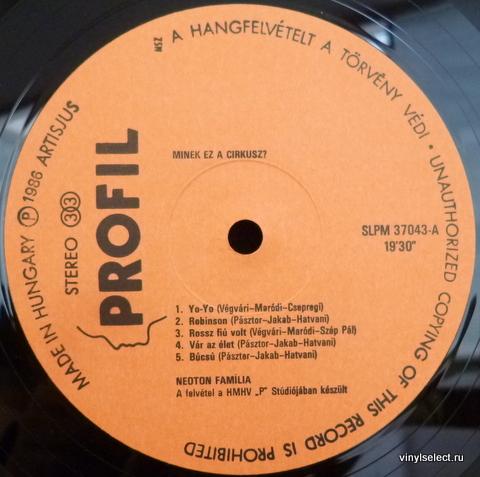 MSZ A HANGFELVÉTELT A TÖRVÉNY VÉDI · UNAUTHORIZED COPYING OF THIS RECORD IS PROHIBITED
MADE IN HUNGARY Ⓟ 1986 ARTISJUS
STEREO 33
PROFIL
MINEK EZ A CIRKUSZ?
SLPM 37043-A
19'30"
1. Yo-Yo (Végvári-Maródi-Csepregi)
2. Robinson (Pásztor-Jakab-Hatvani)
3. Rossz fiú volt (Végvári-Maródi-Szép Pál)
4. Vár az élet (Pásztor-Jakab-Hatvani)
5. Búcsú (Pásztor-Jakab-Hatvani)
NEOTON FAMÍLIA
A felvétel a HMHV „P" Stúdiójában készült
vinylselect.ru